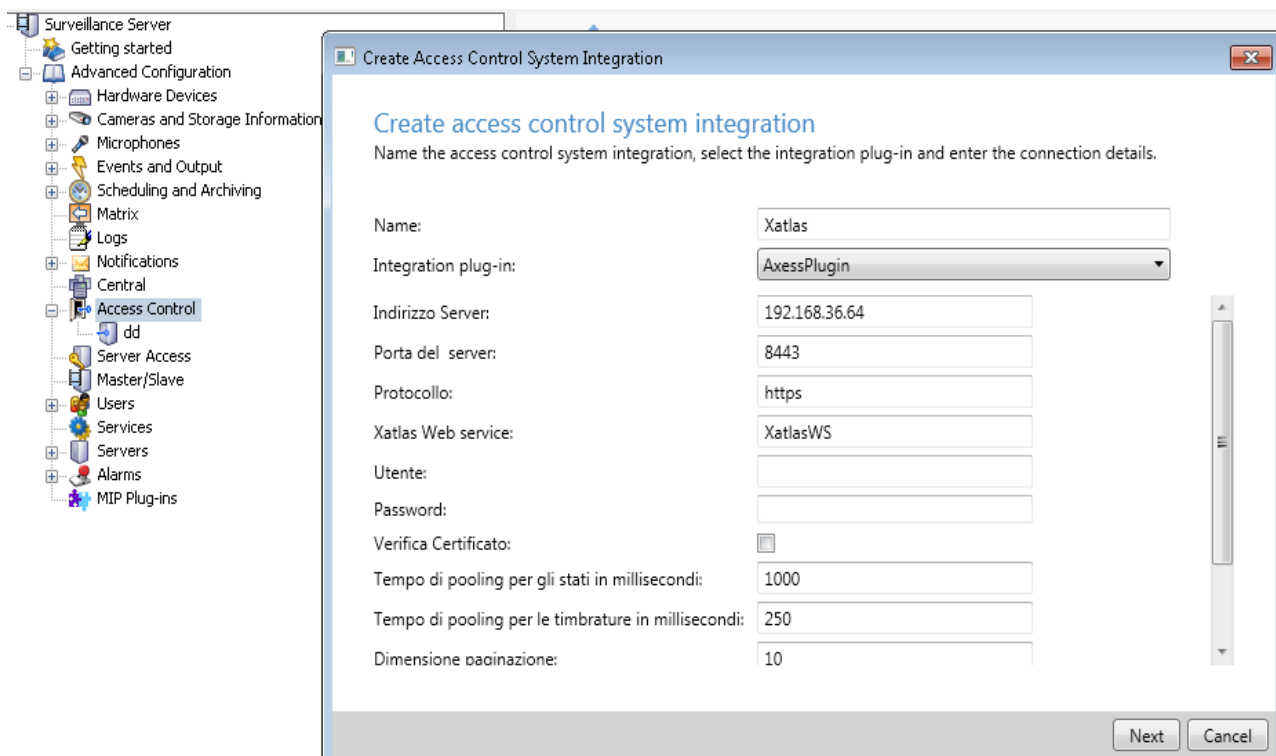 Surveillance Server
Getting started
Advanced Configuration
Hardware Devices
Cameras and Storage Information
Microphones
Events and Output
Scheduling and Archiving
Matrix
Logs
Notifications
Central
Access Control
dd
Server Access
Master/Slave
Users
Services
Servers
Alarms
MIP Plug-ins
Create Access Control System Integration
Create access control system integration
Name the access control system integration, select the integration plug-in and enter the connection details.
Name: Xatlas
Integration plug-in: AxessPlugin
Indirizzo Server: 192.168.36.64
Porta del server: 8443
Protocollo: https
Xatlas Web service: XatlasWS
Utente:
Password:
Verifica Certificato:
Tempo di pooling per gli stati in millisecondi: 1000
Tempo di pooling per le timbrature in millisecondi: 250
Dimensione paginazione: 10
Next Cancel